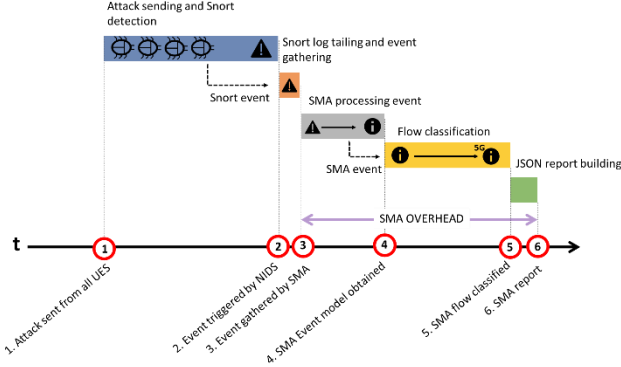 Attack sending and Snort
detection
Snort log tailing and event
gathering
Snort event
SMA processing event
Flow classification
5G
SMA event
JSON report building
SMA OVERHEAD
t
1
2
3
4
5
6
1. Attack sent from all UES
2. Event triggered by NIDS
3. Event gathered by SMA
4. SMA Event model obtained
5. SMA flow classified
6. SMA report